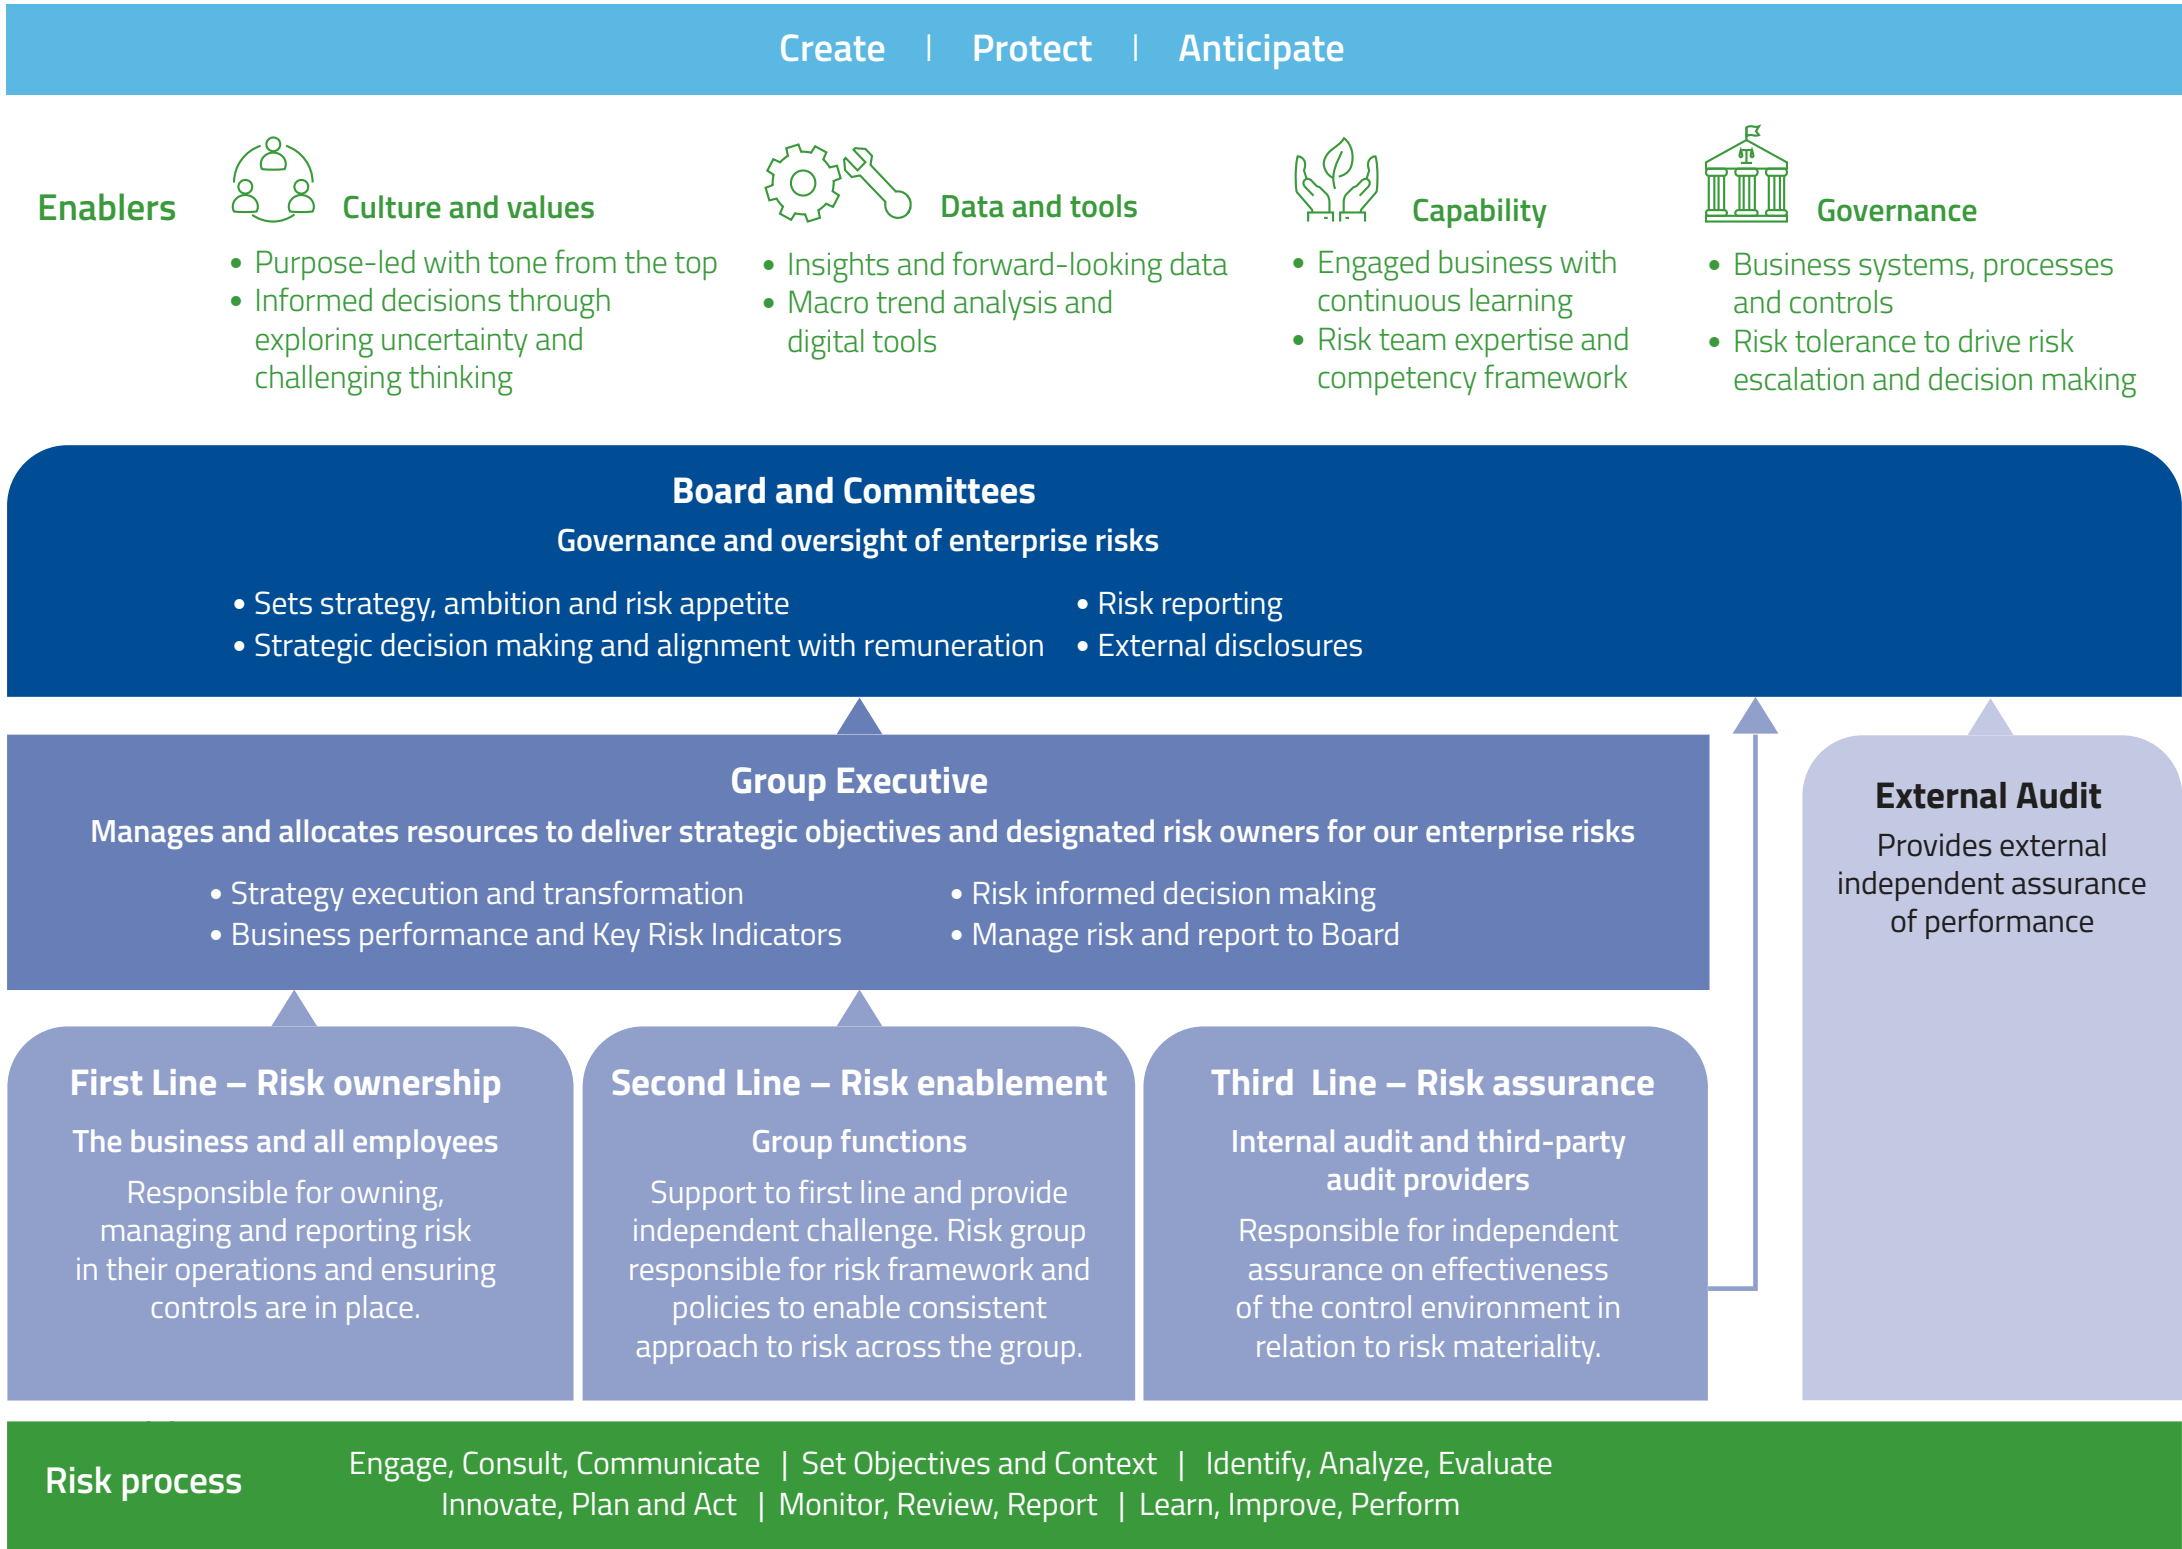 Create | Protect | Anticipate
Enablers
Culture and values
• Purpose-led with tone from the top
• Informed decisions through
exploring uncertainty and
challenging thinking
Data and tools
• Insights and forward-looking data
• Macro trend analysis and
digital tools
Capability
• Engaged business with
continuous learning
• Risk team expertise and
competency framework
Governance
• Business systems, processes
and controls
• Risk tolerance to drive risk
escalation and decision making
Board and Committees
Governance and oversight of enterprise risks
• Sets strategy, ambition and risk appetite
• Strategic decision making and alignment with remuneration
• Risk reporting
• External disclosures
Group Executive
Manages and allocates resources to deliver strategic objectives and designated risk owners for our enterprise risks
• Strategy execution and transformation
• Business performance and Key Risk Indicators
• Risk informed decision making
• Manage risk and report to Board
External Audit
Provides external
independent assurance
of performance
First Line – Risk ownership
The business and all employees
Responsible for owning,
managing and reporting risk
in their operations and ensuring
controls are in place.
Second Line – Risk enablement
Group functions
Support to first line and provide
independent challenge. Risk group
responsible for risk framework and
policies to enable consistent
approach to risk across the group.
Third Line – Risk assurance
Internal audit and third-party
audit providers
Responsible for independent
assurance on effectiveness
of the control environment in
relation to risk materiality.
Risk process
Engage, Consult, Communicate | Set Objectives and Context | Identify, Analyze, Evaluate
Innovate, Plan and Act | Monitor, Review, Report | Learn, Improve, Perform